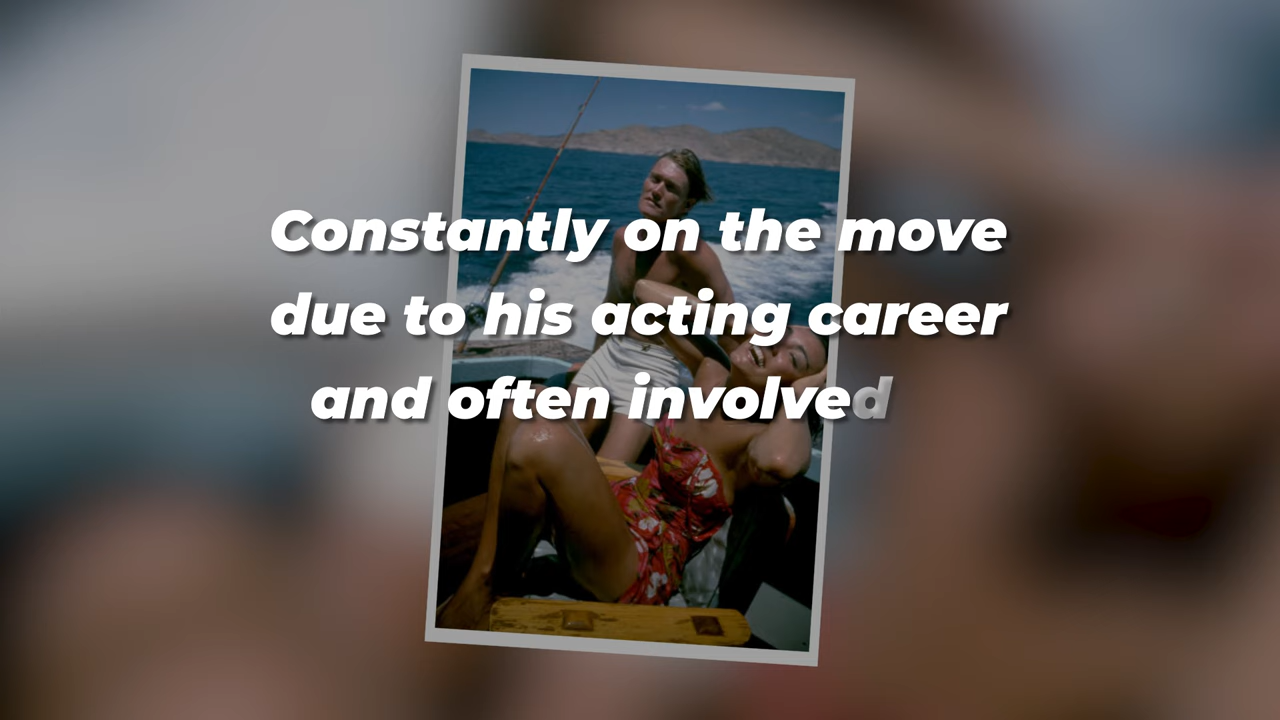 Constantly on the move
due to his acting career
and often involved